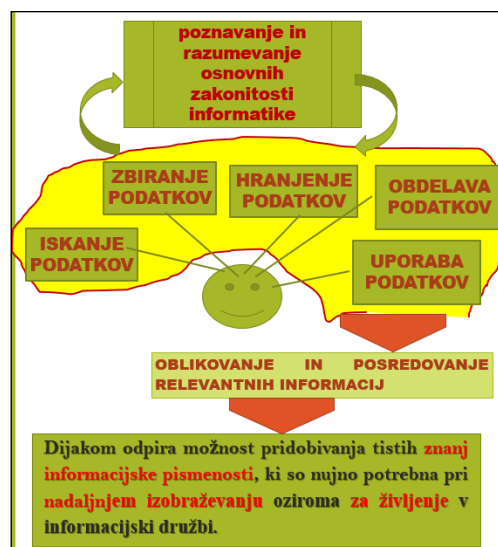 poznavanje in
razumevanje
osnovnih
zakonitosti
informatike
ZBIRANJE
PODATKOV
HRANJENJE
PODATKOV
OBDELAVA
PODATKOV
ISKANJE
PODATKOV
UPORABA
PODATKOV
OBLIKOVANJE IN POSREDOVANJE
RELEVANTNIH INFORMACIJ
Dijakom odpira možnost pridobivanja tistih znanj
informacijske pismenosti, ki so nujno potrebna pri
nadaljnjem izobraževanju oziroma za življenje v
informacijski družbi.